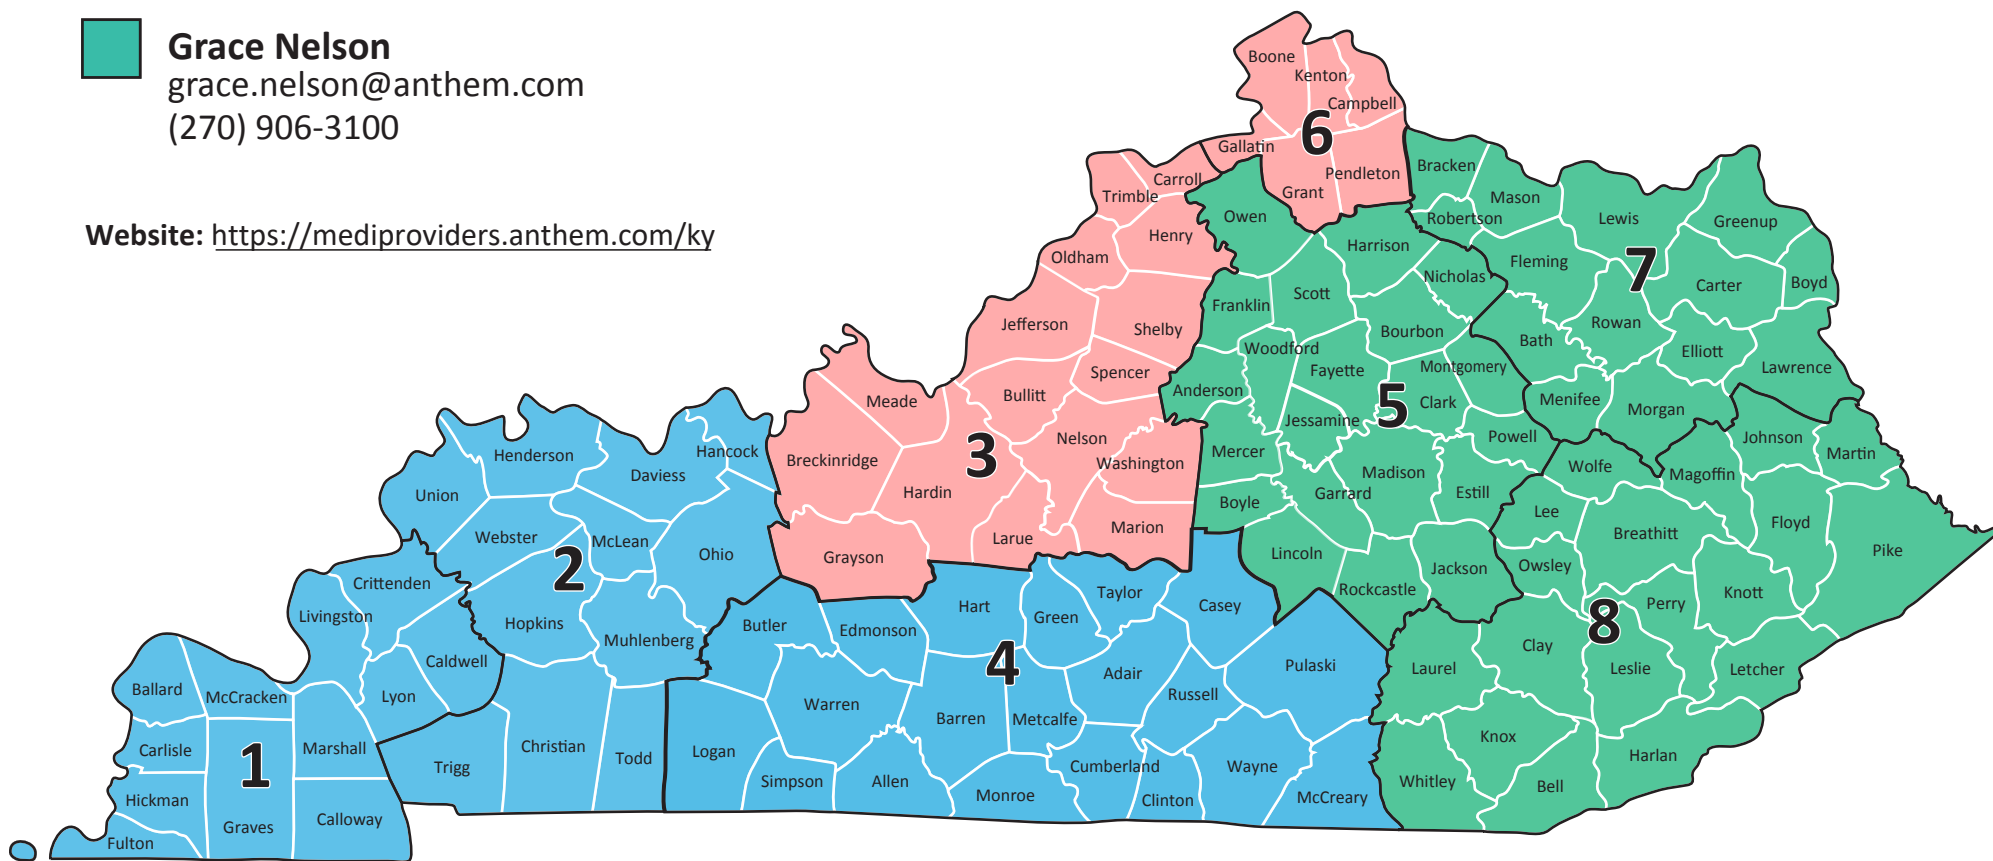 Grace Nelson
grace.nelson@anthem.com
(270) 906-3100
Website: https://mediproviders.anthem.com/ky
Boone
Kenton
Campbell
6
Gallatin
Pendleton
Grant
Carroll
Trimble
Henry
Oldham
Jefferson
Shelby
Spencer
Bullitt
Meade
Nelson
3
Breckinridge
Washington
Hardin
Marion
Larue
Grayson
Owen
Harrison
Nicholas
Scott
Franklin
Bourbon
Woodford
Fayette
Montgomery
Anderson
5
Clark
Jessamine
Powell
Mercer
Madison
Garrard
Estill
Boyle
Lincoln
Jackson
Rockcastle
Bracken
Mason
Robertson
Lewis
Greenup
Fleming
7
Carter
Boyd
Rowan
Bath
Elliott
Lawrence
Menifee
Morgan
Johnson
Martin
Wolfe
Magoffin
Lee
Breathitt
Floyd
Pike
Owsley
Knott
Perry
8
Clay
Leslie
Letcher
Laurel
Knox
Harlan
Whitley
Bell
Hancock
Henderson
Daviess
Union
Webster
McLean
Ohio
2
Hopkins
Muhlenberg
Christian
Todd
Trigg
Crittenden
Livingston
Caldwell
Lyon
Ballard
McCracken
Carlisle
1
Marshall
Hickman
Graves
Calloway
Fulton
Butler
Edmonson
Hart
Green
Taylor
Casey
4
Pulaski
Adair
Russell
Warren
Barren
Metcalfe
Logan
Simpson
Allen
Monroe
Cumberland
Clinton
Wayne
McCreary